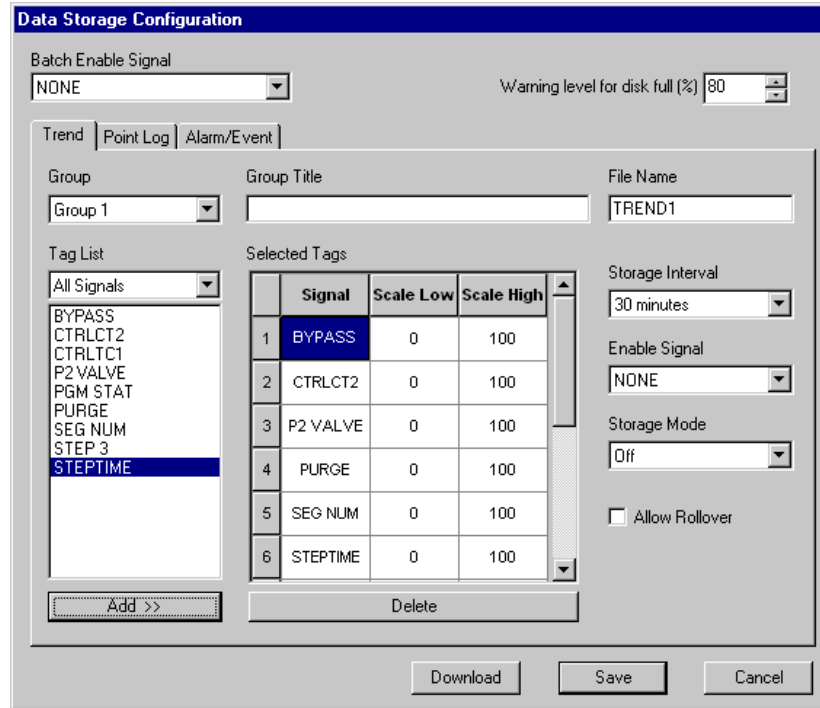 Data Storage Configuration
Batch Enable Signal
NONE
Warning level for disk full (%) 80
Trend Point Log Alarm/Event
Group
Group 1
Group Title
File Name
TREND1
Tag List
All Signals
BYPASS
CTRLCT2
CTRLTC1
P2 VALVE
PGM STAT
PURGE
SEG NUM
STEP 3
STEPTIME
Add >>
Selected Tags
Signal Scale Low Scale High
1 BYPASS 0 100
2 CTRLCT2 0 100
3 P2 VALVE 0 100
4 PURGE 0 100
5 SEG NUM 0 100
6 STEPTIME 0 100
Delete
Storage Interval
30 minutes
Enable Signal
NONE
Storage Mode
Off
Allow Rollover
Download Save Cancel